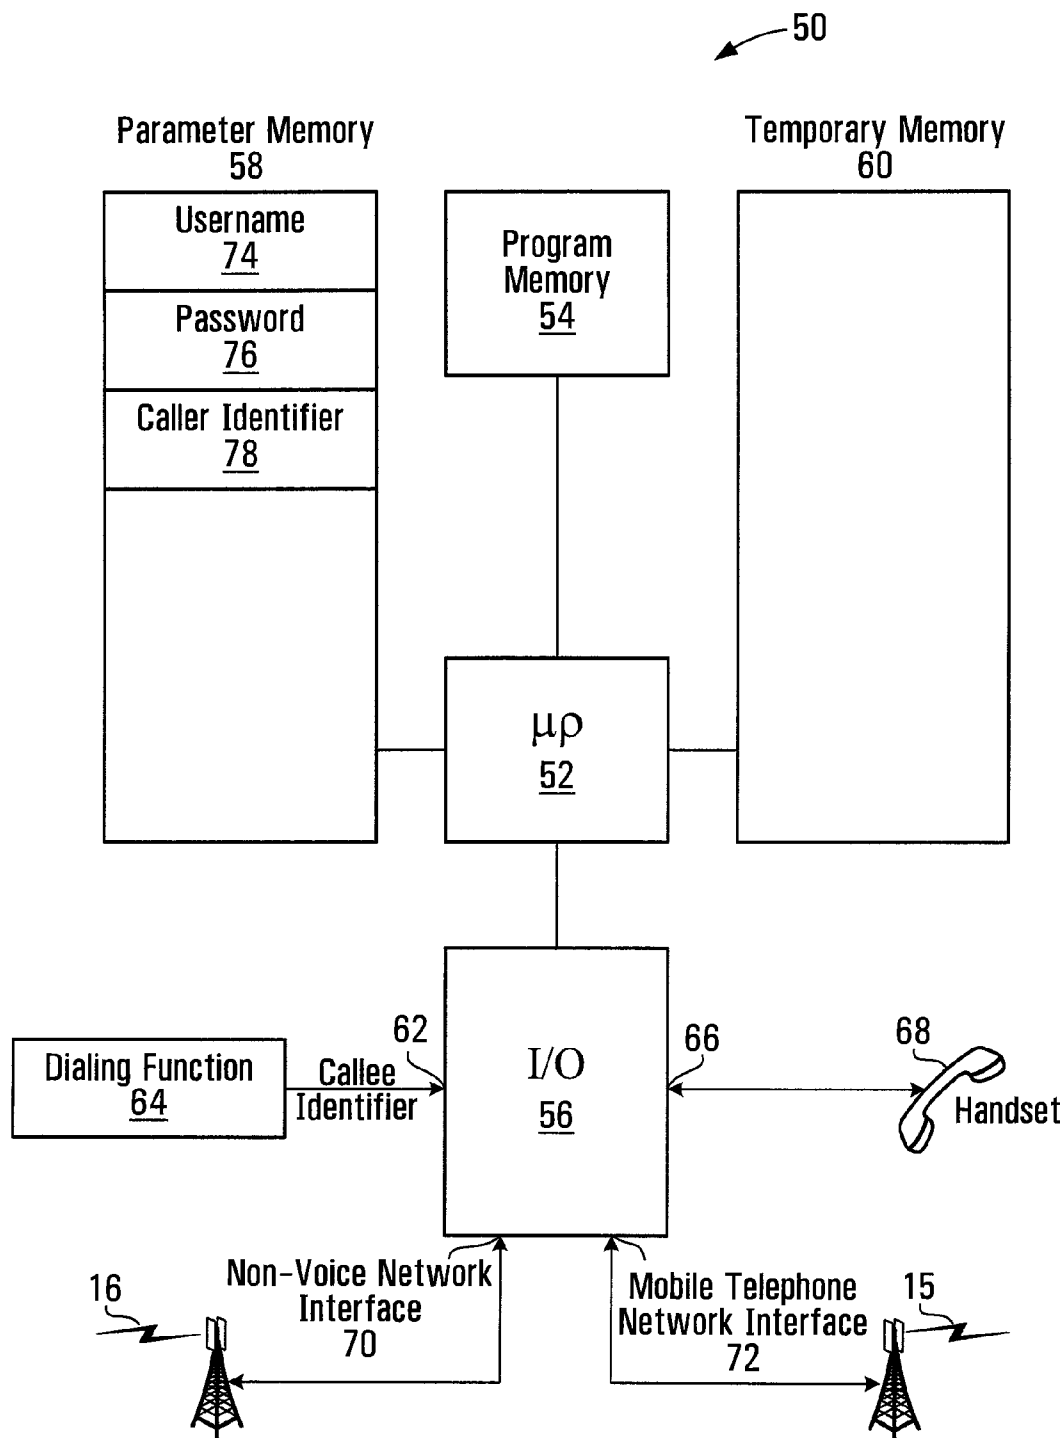 50
Parameter Memory
58
Temporary Memory
60
Username
74
Password
76
Caller Identifier
78
Program
Memory
54
μρ
52
Dialing Function
64
Callee
Identifier
62
I/O
56
66
68
Handset
Non-Voice Network
Interface
70
16
Mobile Telephone
Network Interface
72
15